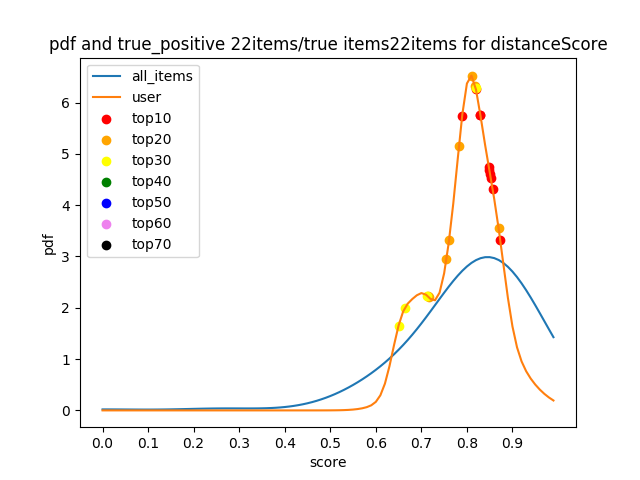 pdf and true_positive 22items/true items22items for distanceScore
all_items
user
top10
top20
top30
top40
top50
top60
top70
pdf
6
5
4
3
2
1
0
0.0 0.1 0.2 0.3 0.4 0.5 0.6 0.7 0.8 0.9
score